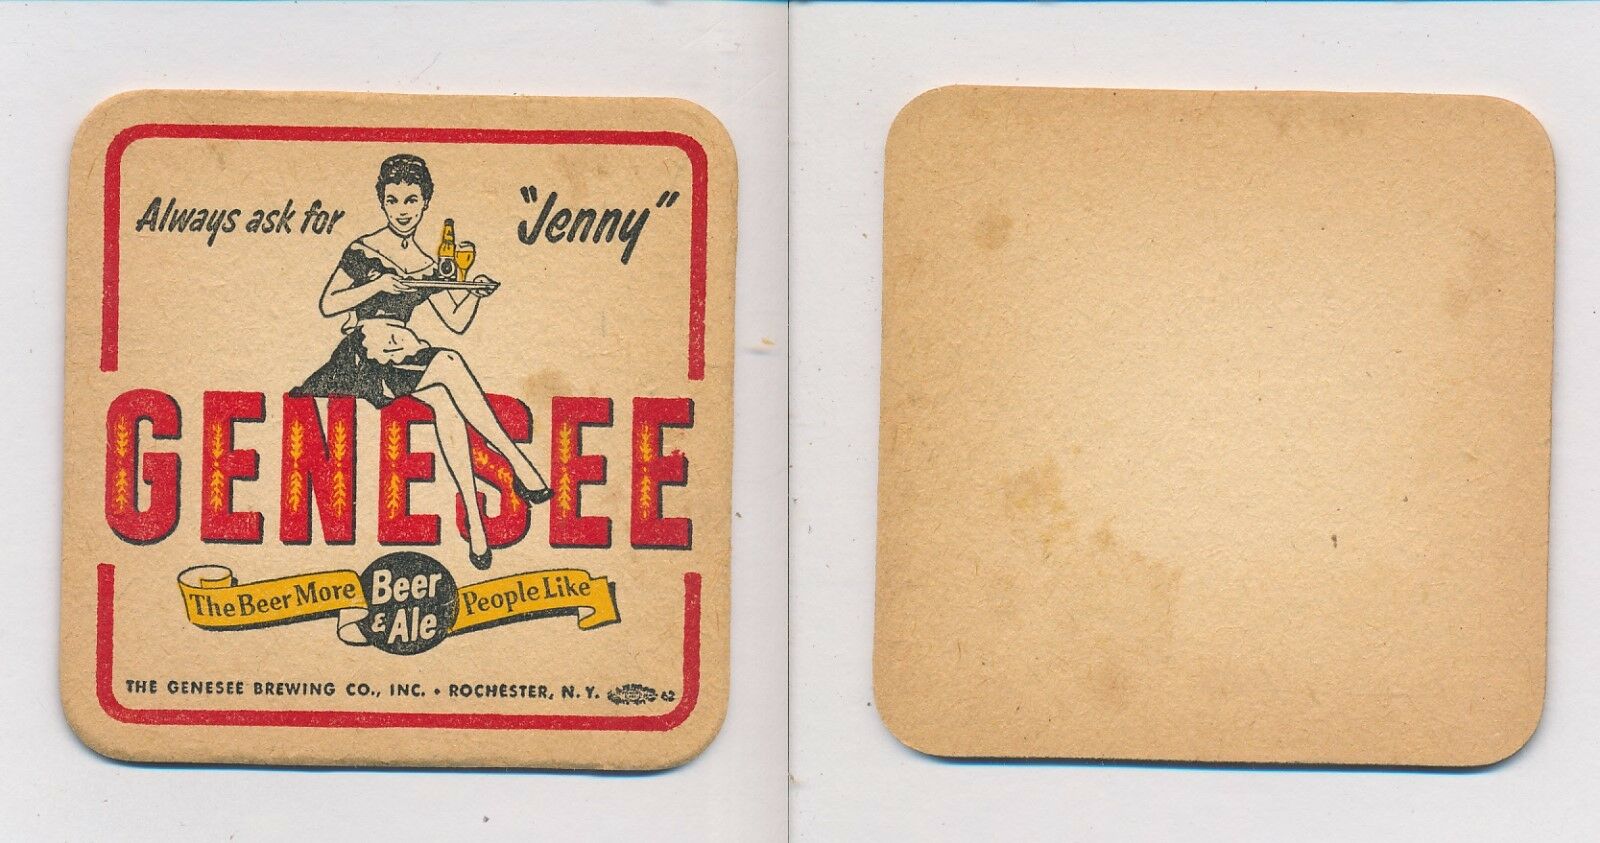 Always ask for "Jenny"
GENESEE
The Beer More Beer & Ale People Like
THE GENESEE BREWING CO., INC. • ROCHESTER, N. Y.